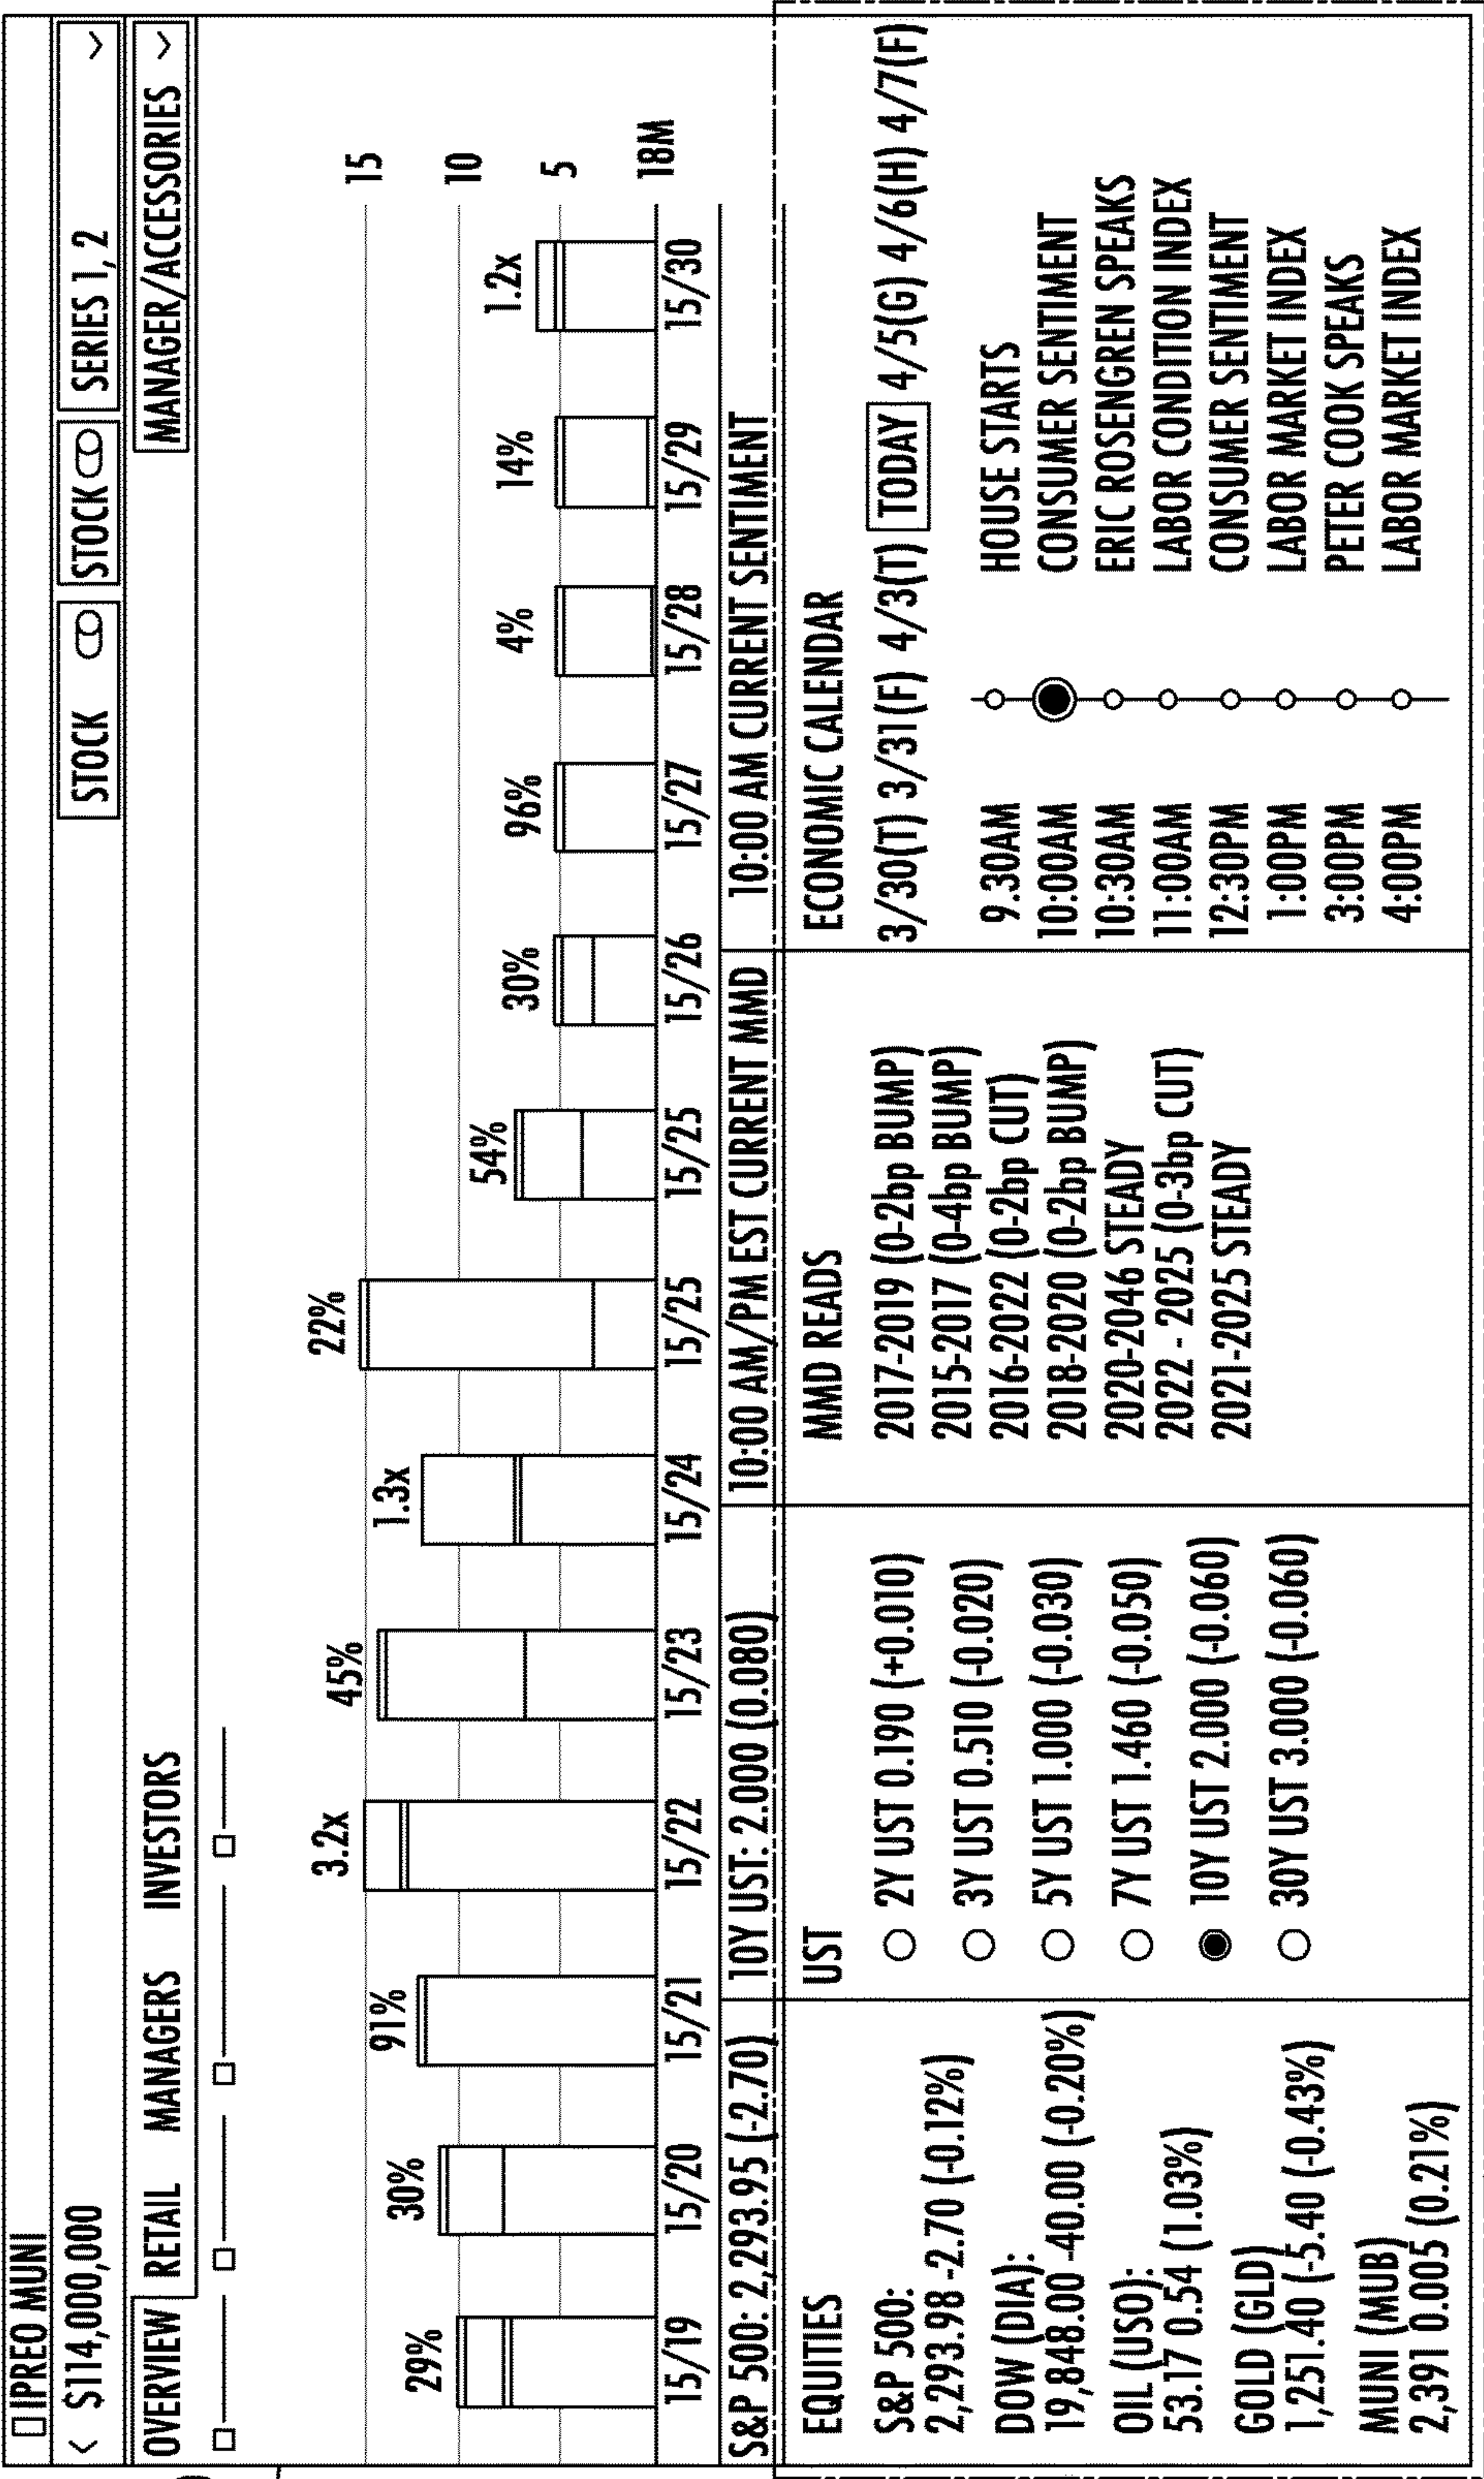 IPREO MUNI
< $114,000,000
STOCK
STOCK
SERIES 1, 2
OVERVIEW
RETAIL
MANAGERS
INVESTORS
MANAGER/ACCESSORIES
15
10
5
18M
29%
30%
91%
3.2x
45%
1.3x
22%
54%
30%
96%
4%
14%
1.2x
15/19
15/20
15/21
15/22
15/23
15/24
15/25
15/25
15/26
15/27
15/28
15/29
15/30
S&P 500: 2,293.95 (-2.70)
10Y UST: 2.000 (0.080)
10:00 AM/PM EST CURRENT MMD
10:00 AM CURRENT SENTIMENT
EQUITIES
S&P 500:
2,293.98 -2.70 (-0.12%)
DOW (DIA):
19,848.00 -40.00 (-0.20%)
OIL (USO):
53.17 0.54 (1.03%)
GOLD (GLD)
1,251.40 (-5.40 (-0.43%)
MUNI (MUB)
2,391 0.005 (0.21%)
UST
2Y UST 0.190 (+0.010)
3Y UST 0.510 (-0.020)
5Y UST 1.000 (-0.030)
7Y UST 1.460 (-0.050)
10Y UST 2.000 (-0.060)
30Y UST 3.000 (-0.060)
MMD READS
2017-2019 (0-2bp BUMP)
2015-2017 (0-4bp BUMP)
2016-2022 (0-2bp CUT)
2018-2020 (0-2bp BUMP)
2020-2046 STEADY
2022 - 2025 (0-3bp CUT)
2021-2025 STEADY
ECONOMIC CALENDAR
3/30(T) 3/31(F) 4/3(T) TODAY 4/5(G) 4/6(H) 4/7(F)
9.30AM HOUSE STARTS
10:00AM CONSUMER SENTIMENT
10:30AM ERIC ROSENGREN SPEAKS
11:00AM LABOR CONDITION INDEX
12:30PM CONSUMER SENTIMENT
1:00PM LABOR MARKET INDEX
3:00PM PETER COOK SPEAKS
4:00PM LABOR MARKET INDEX